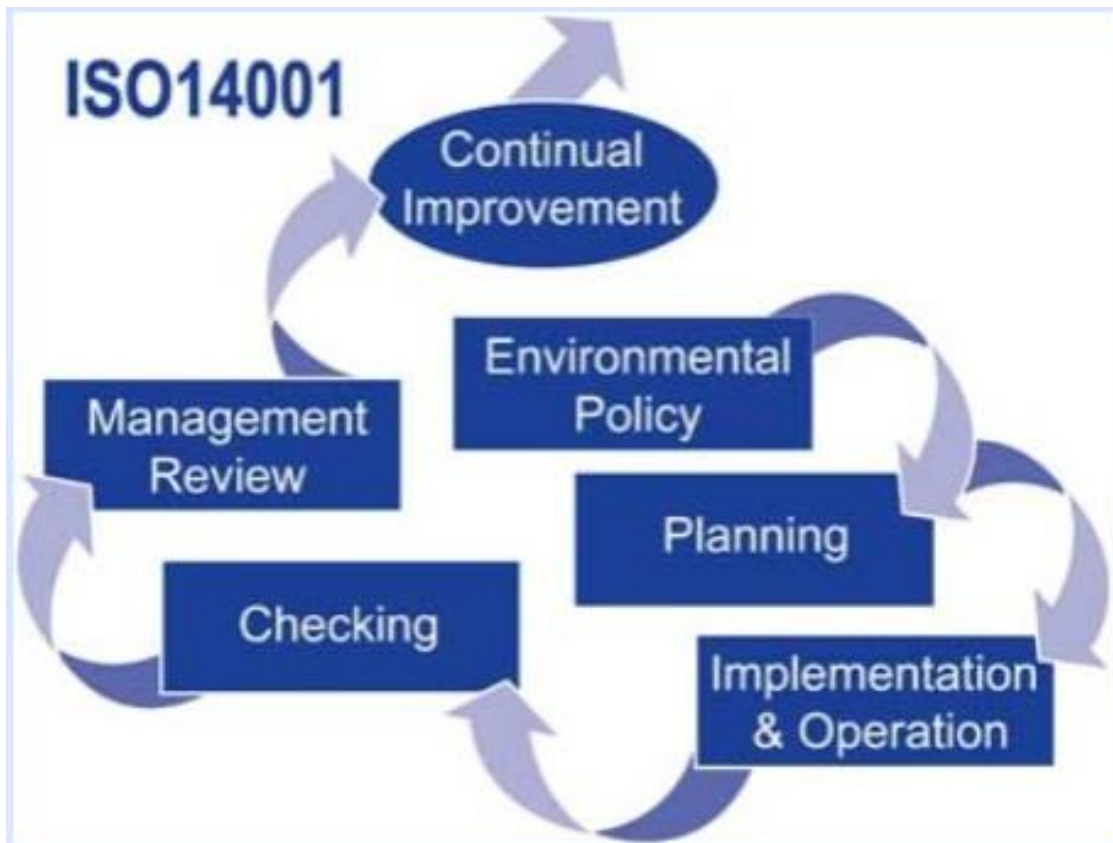 ISO14001
Continual
Improvement
Environmental
Policy
Planning
Implementation
& Operation
Checking
Management
Review